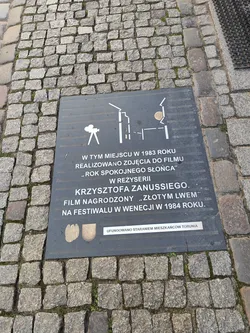 W TYM MIEJSCU W 1983 ROKU
REALIZOWANO ZDJĘCIA DO FILMU
„ROK SPOKOJNEGO SŁOŃCA”
W REŻYSERII
KRZYSZTOFA ZANUSSIEGO.
FILM NAGRODZONY „ZŁOTYM LWEM”
NA FESTIWALU W WENECJI W 1984 ROKU.